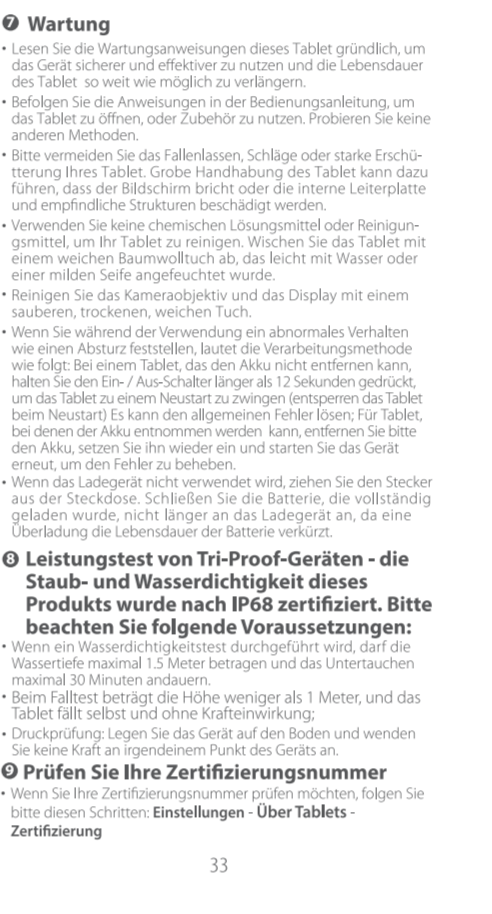 ❼ Wartung
• Lesen Sie die Wartungsanweisungen dieses Tablet gründlich, um
das Gerät sicherer und effektiver zu nutzen und die Lebensdauer
des Tablet so weit wie möglich zu verlängern.
• Befolgen Sie die Anweisungen in der Bedienungsanleitung, um
das Tablet zu öffnen, oder Zubehör zu nutzen. Probieren Sie keine
anderen Methoden.
• Bitte vermeiden Sie das Fallenlassen, Schläge oder starke Erschü-
tterung Ihres Tablet. Grobe Handhabung des Tablet kann dazu
führen, dass der Bildschirm bricht oder die interne Leiterplatte
und empfindliche Strukturen beschädigt werden.
• Verwenden Sie keine chemischen Lösungsmittel oder Reinigun-
gsmittel, um Ihr Tablet zu reinigen. Wischen Sie das Tablet mit
einem weichen Baumwolltuch ab, das leicht mit Wasser oder
einer milden Seife angefeuchtet wurde.
• Reinigen Sie das Kameraobjektiv und das Display mit einem
sauberen, trockenen, weichen Tuch.
• Wenn Sie während der Verwendung ein abnormales Verhalten
wie einen Absturz feststellen, lautet die Verarbeitungsmethode
wie folgt: Bei einem Tablet, das den Akku nicht entfernen kann,
halten Sie den Ein- / Aus-Schalter länger als 12 Sekunden gedrückt,
um das Tablet zu einem Neustart zu zwingen (entsperren das Tablet
beim Neustart) Es kann den allgemeinen Fehler lösen; Für Tablet,
bei denen der Akku entnommen werden kann, entfernen Sie bitte
den Akku, setzen Sie ihn wieder ein und starten Sie das Gerät
erneut, um den Fehler zu beheben.
• Wenn das Ladegerät nicht verwendet wird, ziehen Sie den Stecker
aus der Steckdose. Schließen Sie die Batterie, die vollständig
geladen wurde, nicht länger an das Ladegerät an, da eine
Überladung die Lebensdauer der Batterie verkürzt.
❽ Leistungstest von Tri-Proof-Geräten - die
Staub- und Wasserdichtigkeit dieses
Produkts wurde nach IP68 zertifiziert. Bitte
beachten Sie folgende Voraussetzungen:
• Wenn ein Wasserdichtigkeitstest durchgeführt wird, darf die
Wassertiefe maximal 1.5 Meter betragen und das Untertauchen
maximal 30 Minuten andauern.
• Beim Falltest beträgt die Höhe weniger als 1 Meter, und das
Tablet fällt selbst und ohne Krafteinwirkung;
• Druckprüfung: Legen Sie das Gerät auf den Boden und wenden
Sie keine Kraft an irgendeinem Punkt des Geräts an.
❾ Prüfen Sie Ihre Zertifizierungsnummer
• Wenn Sie Ihre Zertifizierungsnummer prüfen möchten, folgen Sie
bitte diesen Schritten: Einstellungen - Über Tablets -
Zertifizierung
33